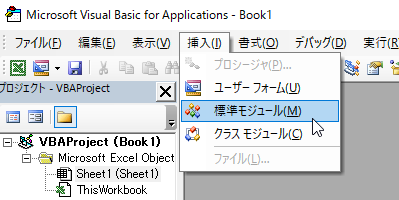 Microsoft Visual Basic for Applications - Book1
ファイル(F) 編集(E) 表示(V) 挿入(I) 書式(O) デバッグ(D) 実行(R)
プロシージャ(P)...
ユーザー フォーム(U)
標準モジュール(M)
クラス モジュール(C)
ファイル(L)...
プロジェクト - VBAProject
VBAProject (Book1)
Microsoft Excel Object
Sheet1 (Sheet1)
ThisWorkbook